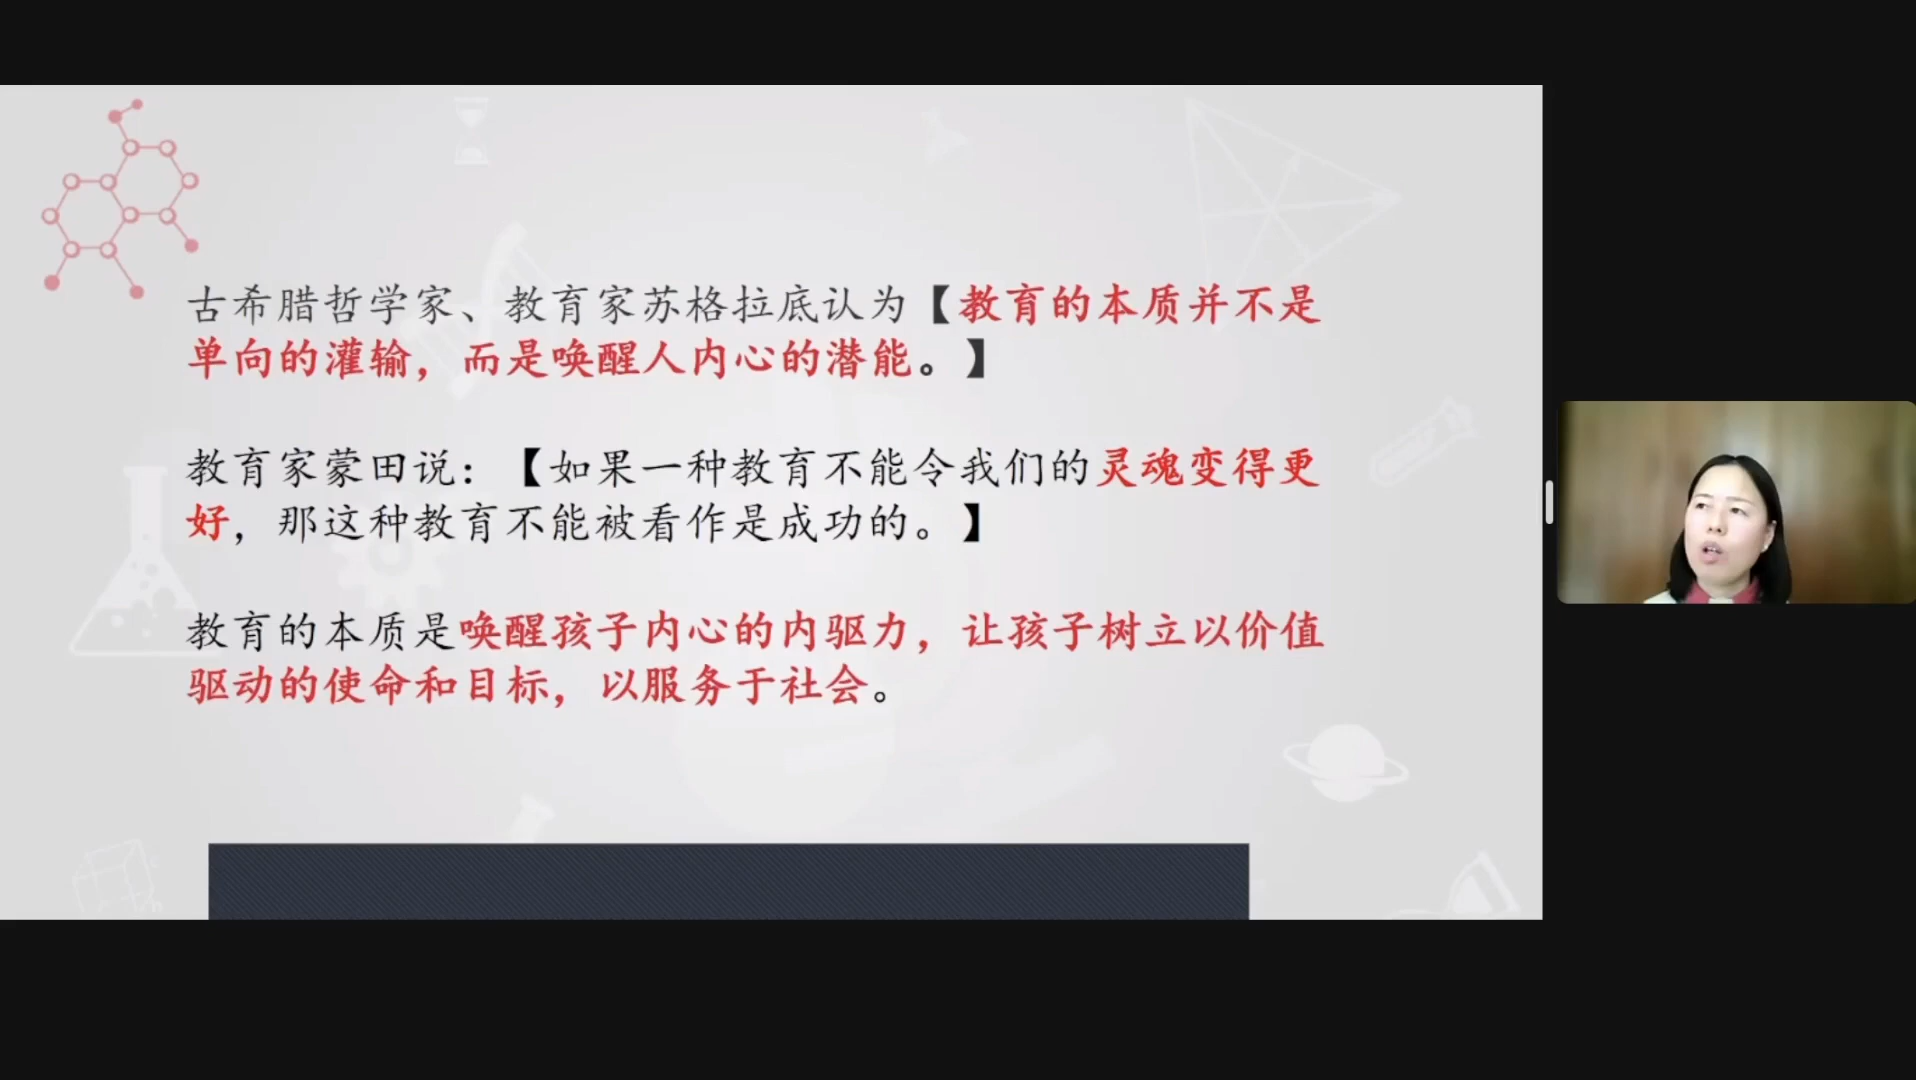 古希腊哲学家、教育家苏格拉底认为【教育的本质并不是
单向的灌输，而是唤醒人内心的潜能。】
教育家蒙田说：【如果一种教育不能令我们的灵魂变得更
好，那这种教育不能被看作是成功的。】
教育的本质是唤醒孩子内心的内驱力，让孩子树立以价值
驱动的使命和目标，以服务于社会。